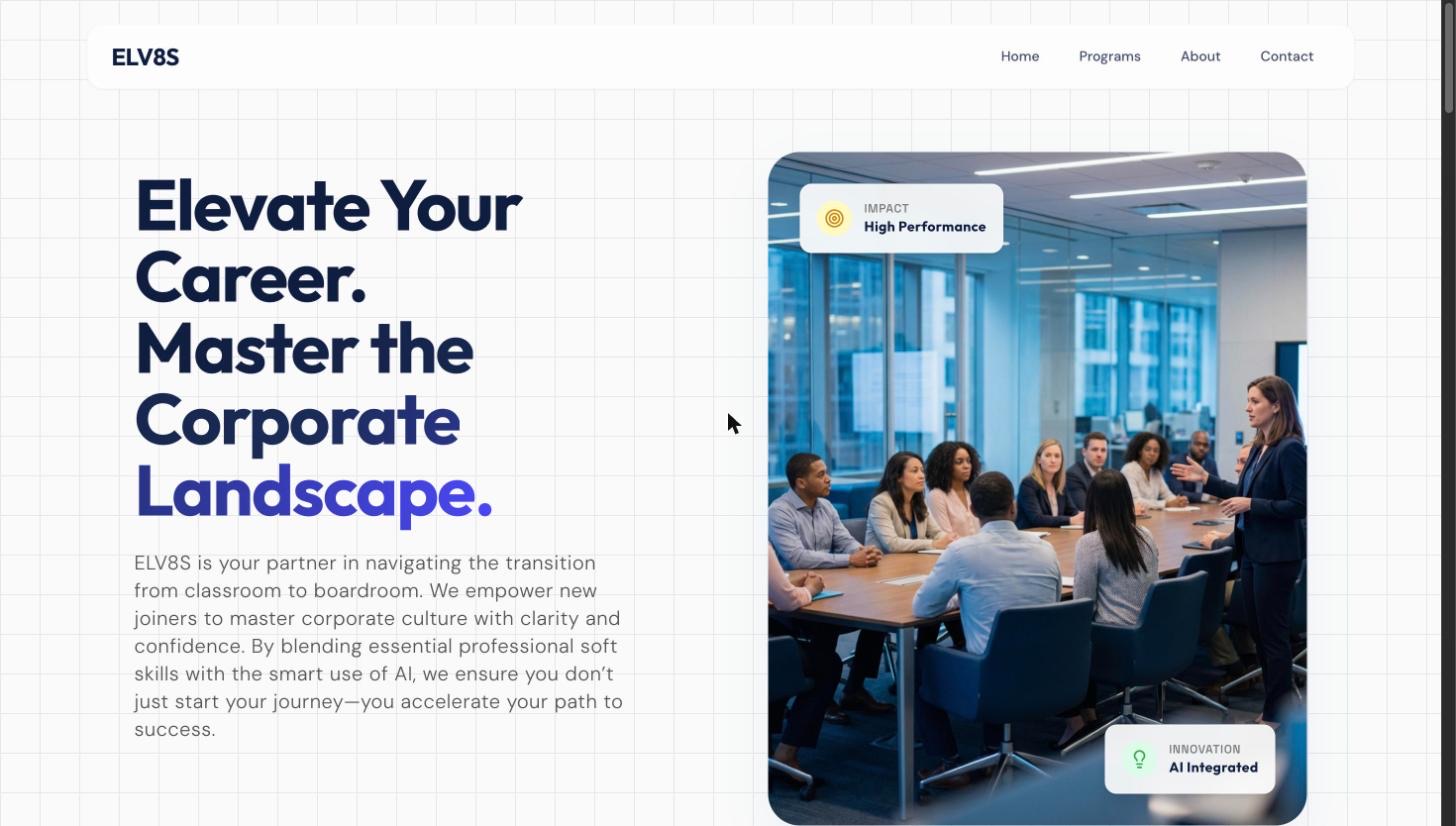 ELV8S
Home
Programs
About
Contact
Elevate Your
Career.
Master the
Corporate
Landscape.
ELV8S is your partner in navigating the transition
from classroom to boardroom. We empower new
joiners to master corporate culture with clarity and
confidence. By blending essential professional soft
skills with the smart use of AI, we ensure you don’t
just start your journey—you accelerate your path to
success.
IMPACT
High Performance
INNOVATION
AI Integrated